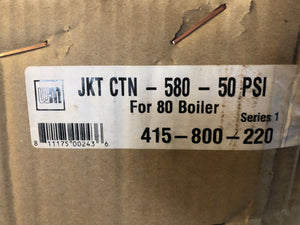 JKT CTN - 580 - 50 PSI
For 80 Boiler
Series 1
415-800-220
8 11175 00243 6